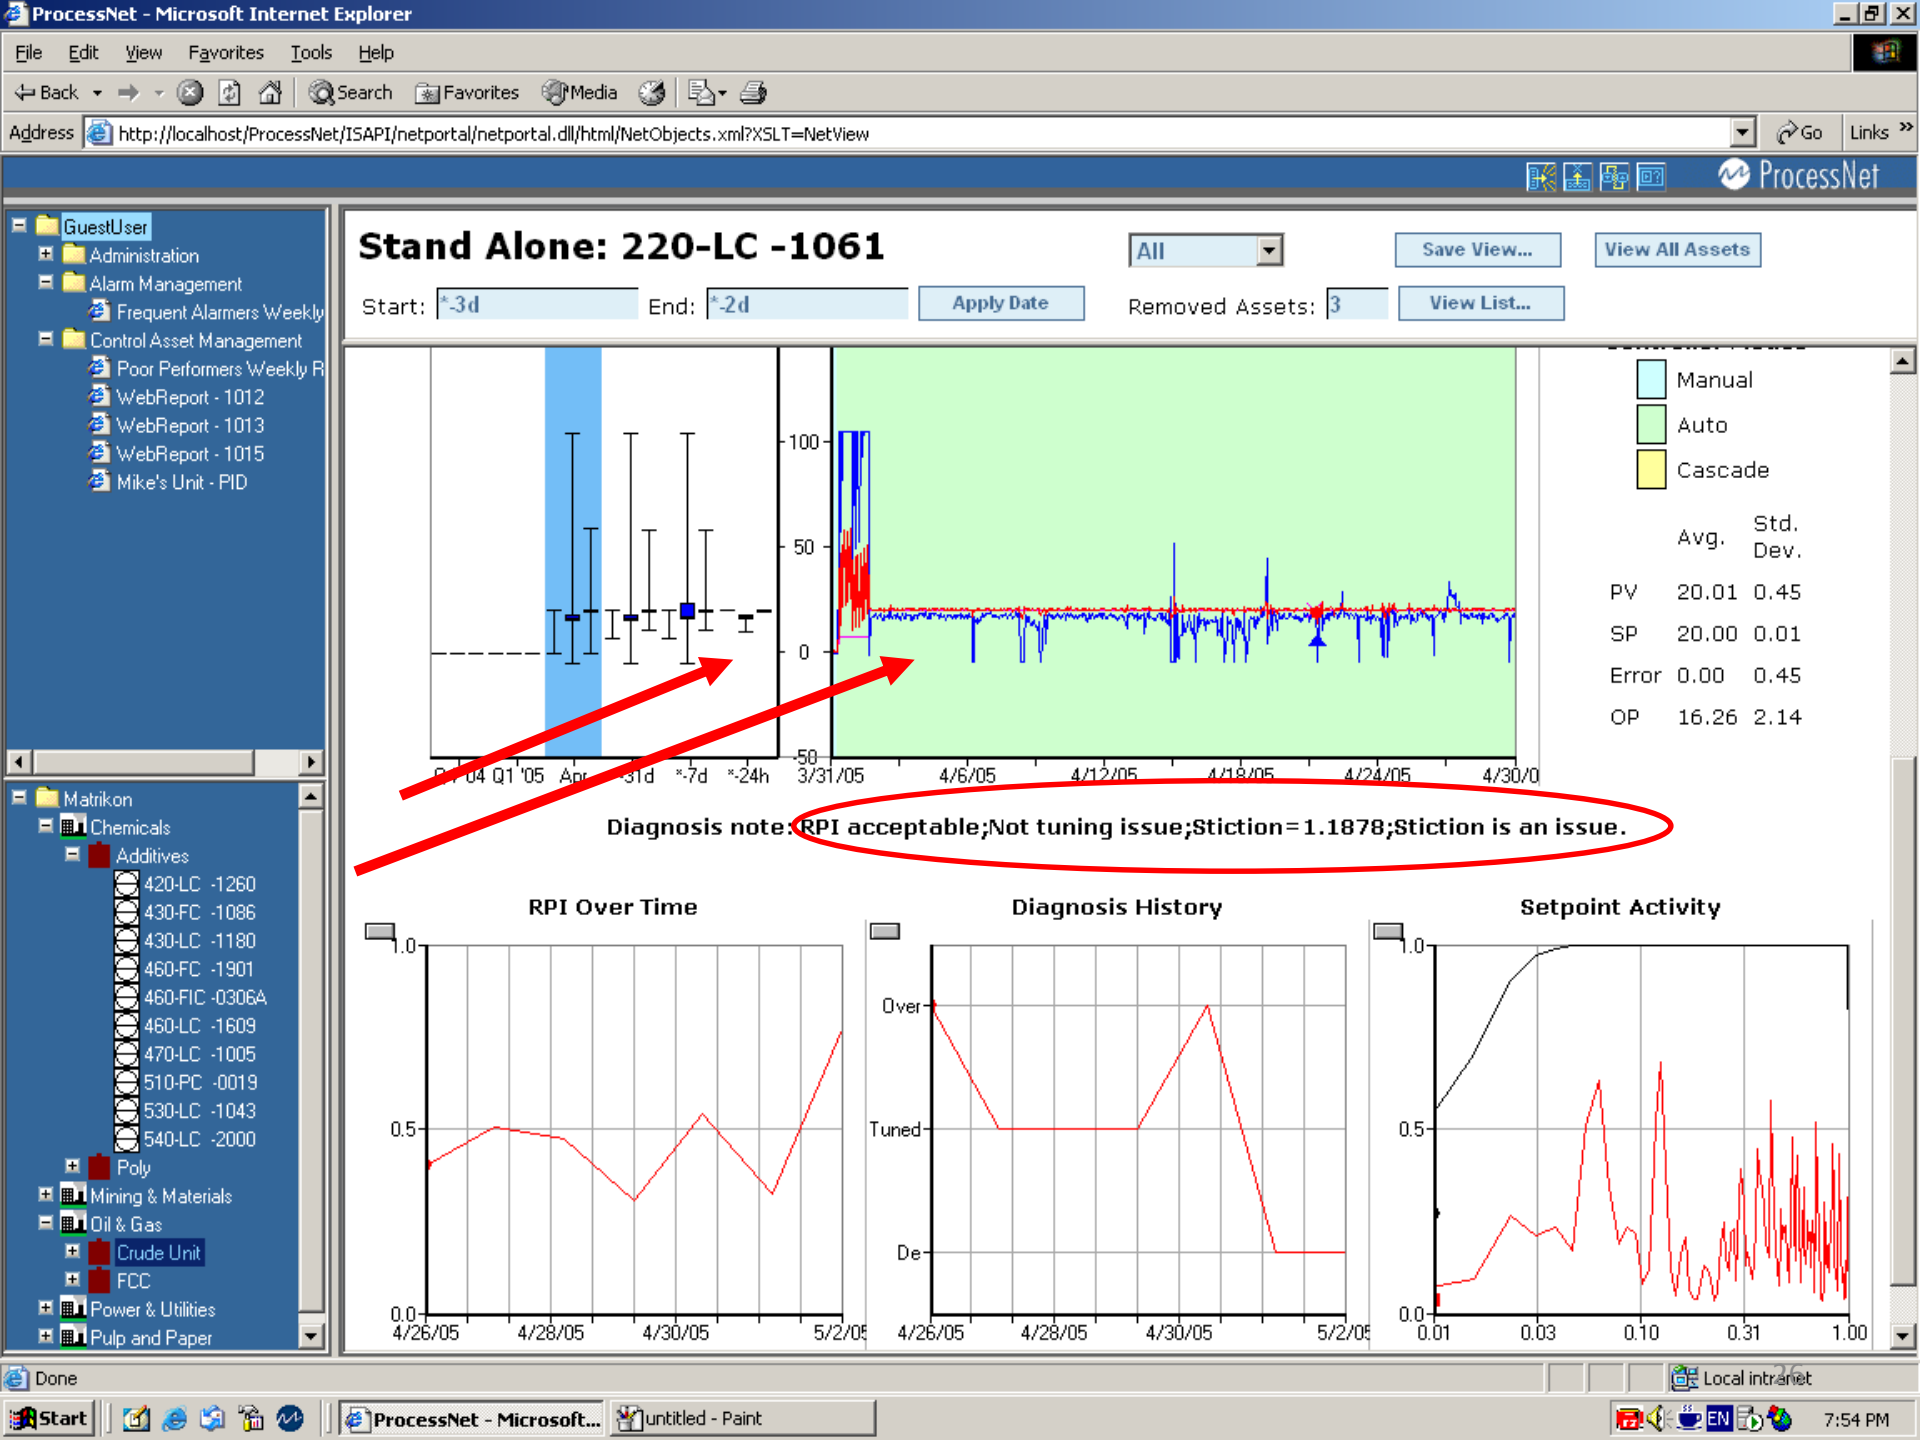 ProcessNet - Microsoft Internet Explorer
File Edit View Favorites Tools Help
Back Search Favorites Media
Address http://localhost/ProcessNet/ISAPI/netportal/netportal.dll/html/NetObjects.xml?XSLT=NetView Go Links »
ProcessNet
GuestUser
Administration
Alarm Management
Frequent Alarmers Weekly
Control Asset Management
Poor Performers Weekly R
WebReport - 1012
WebReport - 1013
WebReport - 1015
Mike's Unit - PID
Matrikon
Chemicals
Additives
420-LC -1260
430-FC -1086
430-LC -1180
460-FC -1901
460-FIC -0306A
460-LC -1609
470-LC -1005
510-PC -0019
530-LC -1043
540-LC -2000
Poly
Mining & Materials
Oil & Gas
Crude Unit
FCC
Power & Utilities
Pulp and Paper
Stand Alone: 220-LC -1061
All
Save View...
View All Assets
Start: *-3d End: *-2d Apply Date
Removed Assets: 3 View List...
100
50
0
-50
'04 Q1 '05 Apr 31d *-7d *-24h
3/31/05 4/6/05 4/12/05 4/18/05 4/24/05 4/30/0
Manual
Auto
Cascade
Avg. Std. Dev.
PV 20.01 0.45
SP 20.00 0.01
Error 0.00 0.45
OP 16.26 2.14
Diagnosis note: RPI acceptable;Not tuning issue;Stiction=1.1878;Stiction is an issue.
RPI Over Time
1.0
0.5
0.0
4/26/05 4/28/05 4/30/05 5/2/05
Diagnosis History
Over
Tuned
De
4/26/05 4/28/05 4/30/05 5/2/05
Setpoint Activity
1.0
0.5
0.0
0.01 0.03 0.10 0.31 1.00
Done
Local intranet
26
Start
ProcessNet - Microsoft...
untitled - Paint
EN
7:54 PM